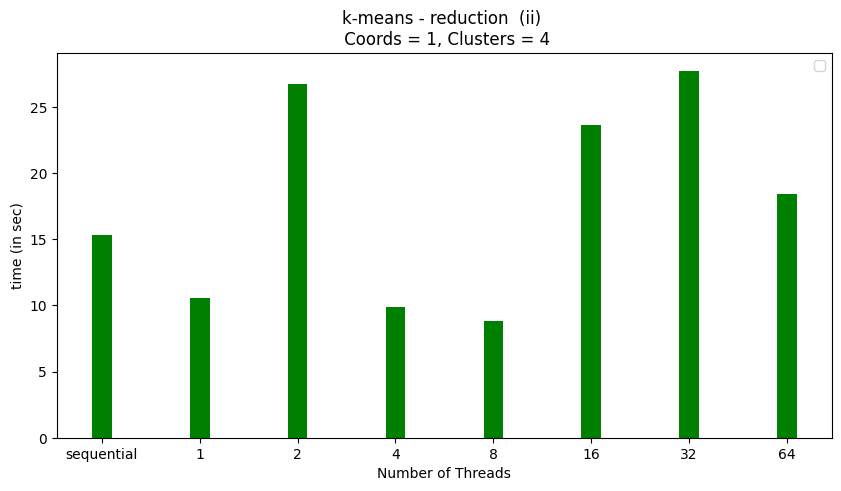 k-means - reduction  (ii)
Coords = 1, Clusters = 4
time (in sec)
25
20
15
10
5
0
sequential 1 2 4 8 16 32 64
Number of Threads